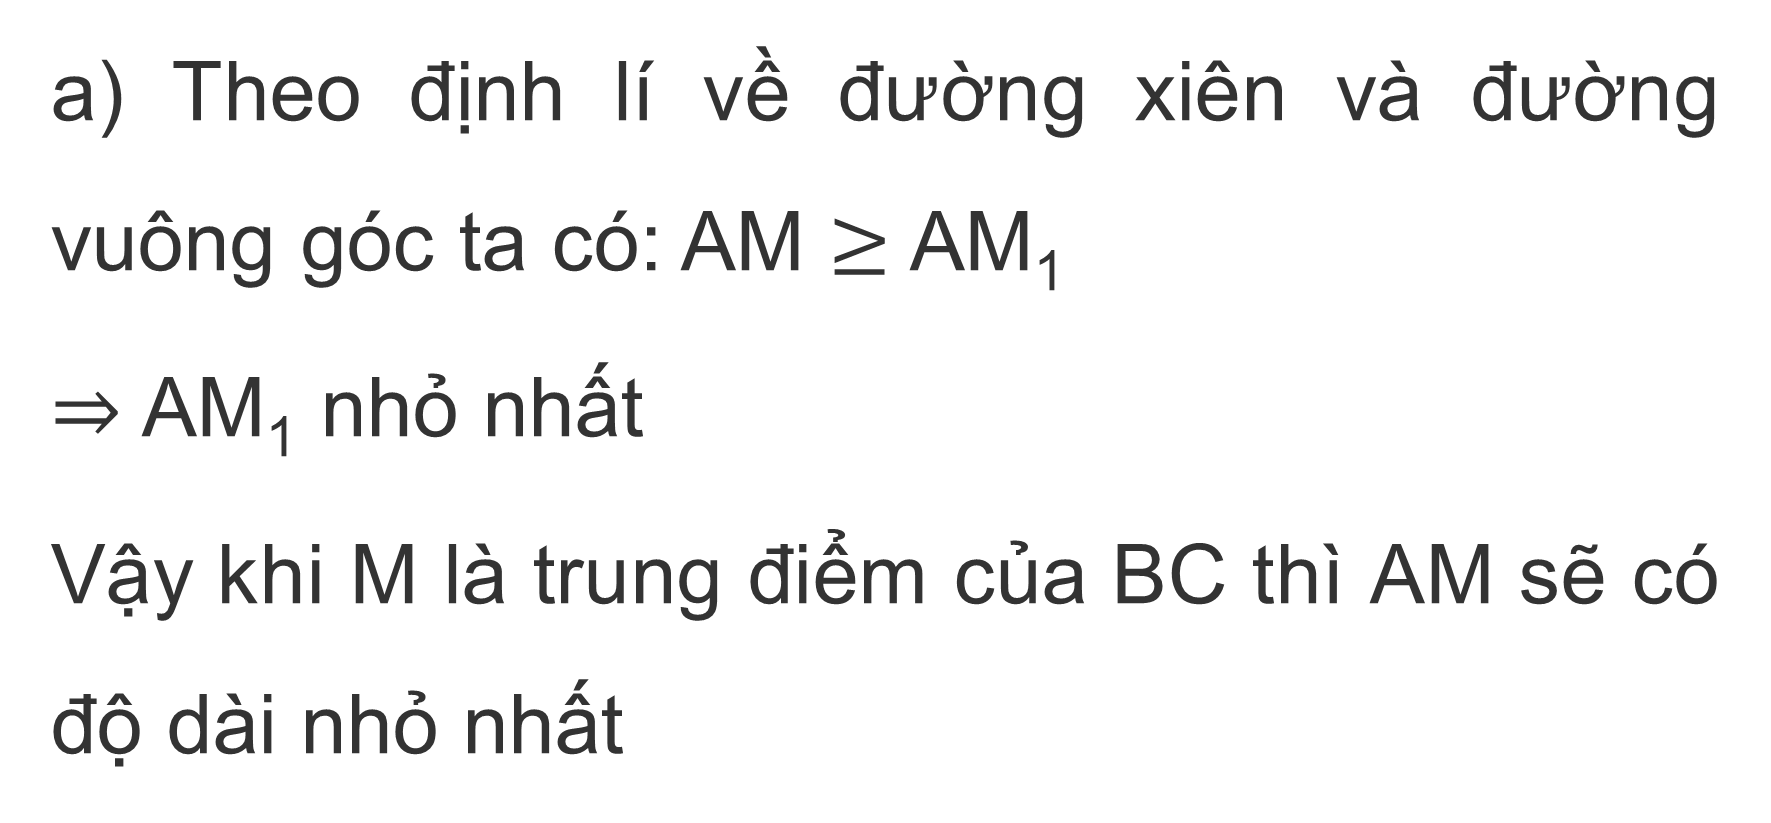 a) Theo định lí về đường xiên và đường
vuông góc ta có: AM ≥ AM₁
⇒ AM₁ nhỏ nhất
Vậy khi M là trung điểm của BC thì AM sẽ có
độ dài nhỏ nhất